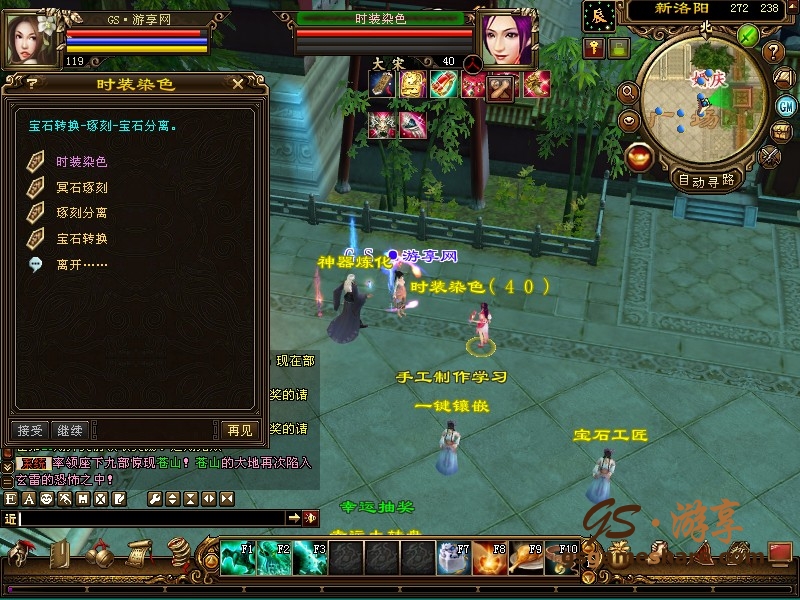 GS·游享网
119
时装染色
大宋
40
辰
新洛阳 272 238
北
GM
自动寻路
? 时装染色
宝石转换-琢刻-宝石分离。
时装染色
冥石琢刻
琢刻分离
宝石转换
离开……
接受 继续 再见
神器炼化
GS·游享网
时装染色(40)
手工制作学习
一键镶嵌
宝石工匠
幸运抽奖
现在部
奖的请
奖的请
率领座下九部惊现苍山！苍山的大地再次陷入
玄雷的恐怖之中！
近
F1 F2 F3 F7 F8 F9 F10
GS·游享